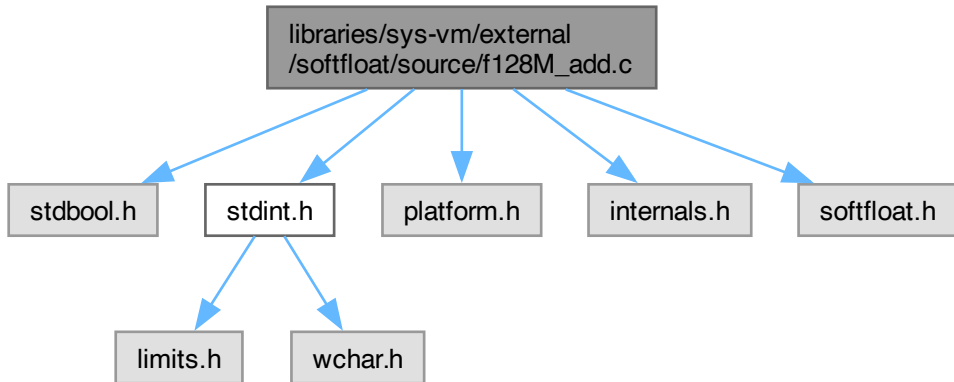 libraries/sys-vm/external
/softfloat/source/f128M_add.c
stdbool.h
stdint.h
platform.h
internals.h
softfloat.h
limits.h
wchar.h